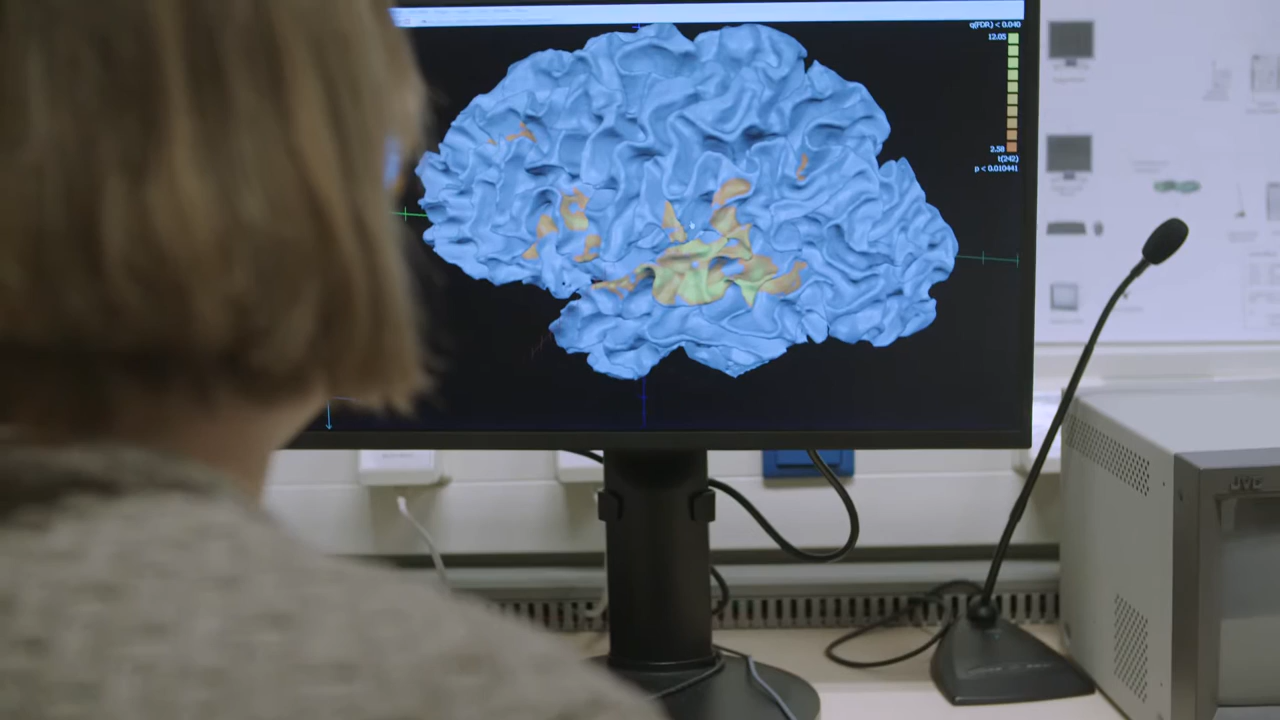 q(FDR) < 0.040
12.05
2.58
t(242)
p < 0.010441
JVC